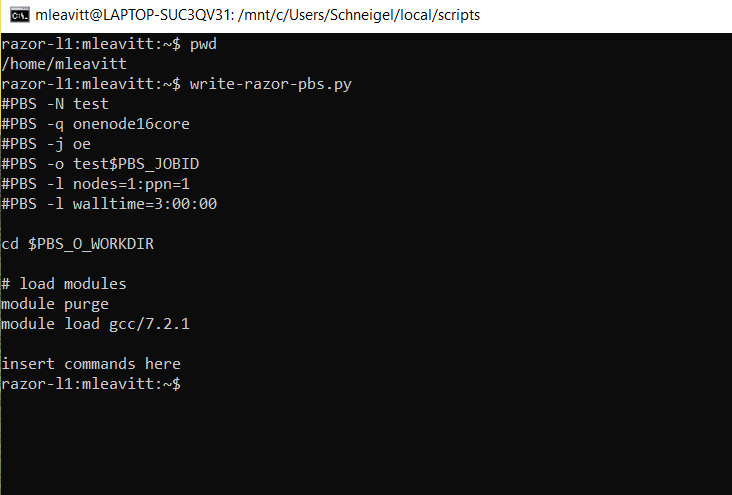 mleavitt@LAPTOP-SUC3QV31: /mnt/c/Users/Schneigel/local/scripts
razor-l1:mleavitt:~$ pwd
/home/mleavitt
razor-l1:mleavitt:~$ write-razor-pbs.py
#PBS -N test
#PBS -q onenode16core
#PBS -j oe
#PBS -o test$PBS_JOBID
#PBS -l nodes=1:ppn=1
#PBS -l walltime=3:00:00

cd $PBS_O_WORKDIR

# load modules
module purge
module load gcc/7.2.1

insert commands here
razor-l1:mleavitt:~$